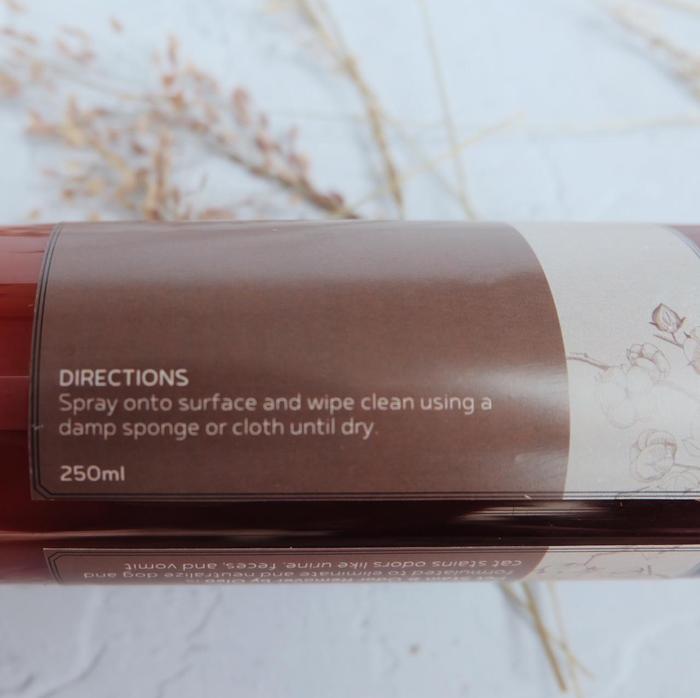 DIRECTIONS
Spray onto surface and wipe clean using a
damp sponge or cloth until dry.
250ml
Formulated to eliminate and neutralize dog and
cat stains odors like urine, feces, and vomit